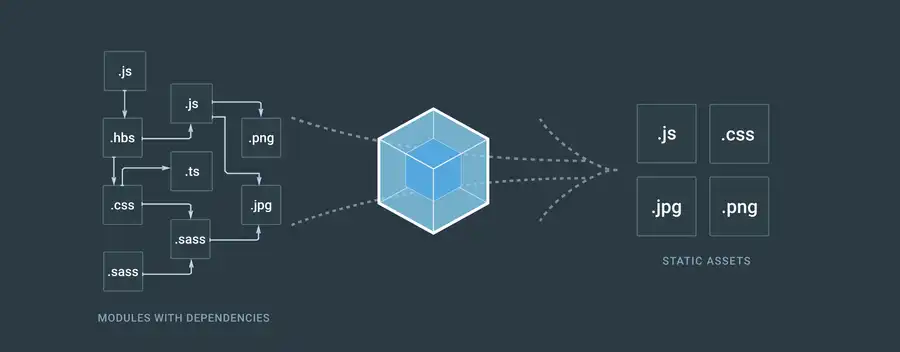 .js
.js
.hbs
.png
.ts
.css
.jpg
.sass
.sass
MODULES WITH DEPENDENCIES
.js
.css
.jpg
.png
STATIC ASSETS